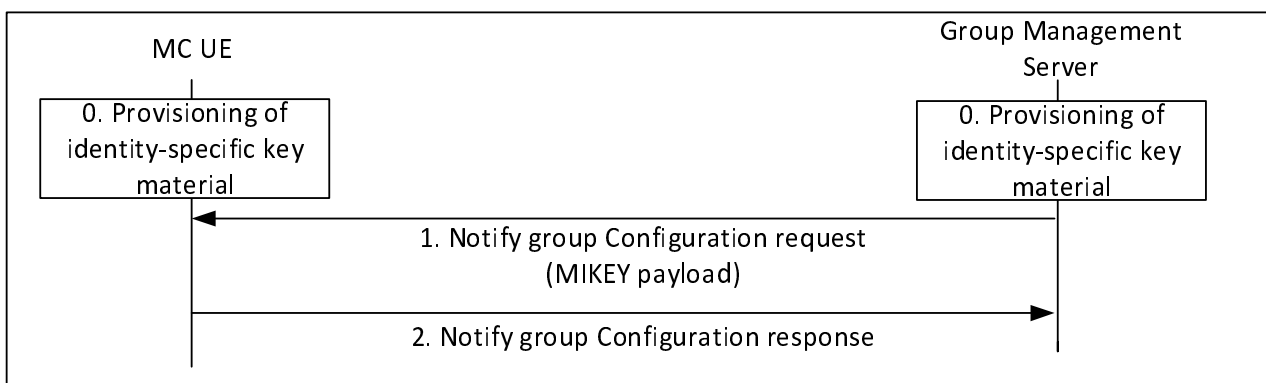 MC UE
Group Management
Server
0. Provisioning of
identity-specific key
material
0. Provisioning of
identity-specific key
material
1. Notify group Configuration request
(MIKEY payload)
2. Notify group Configuration response